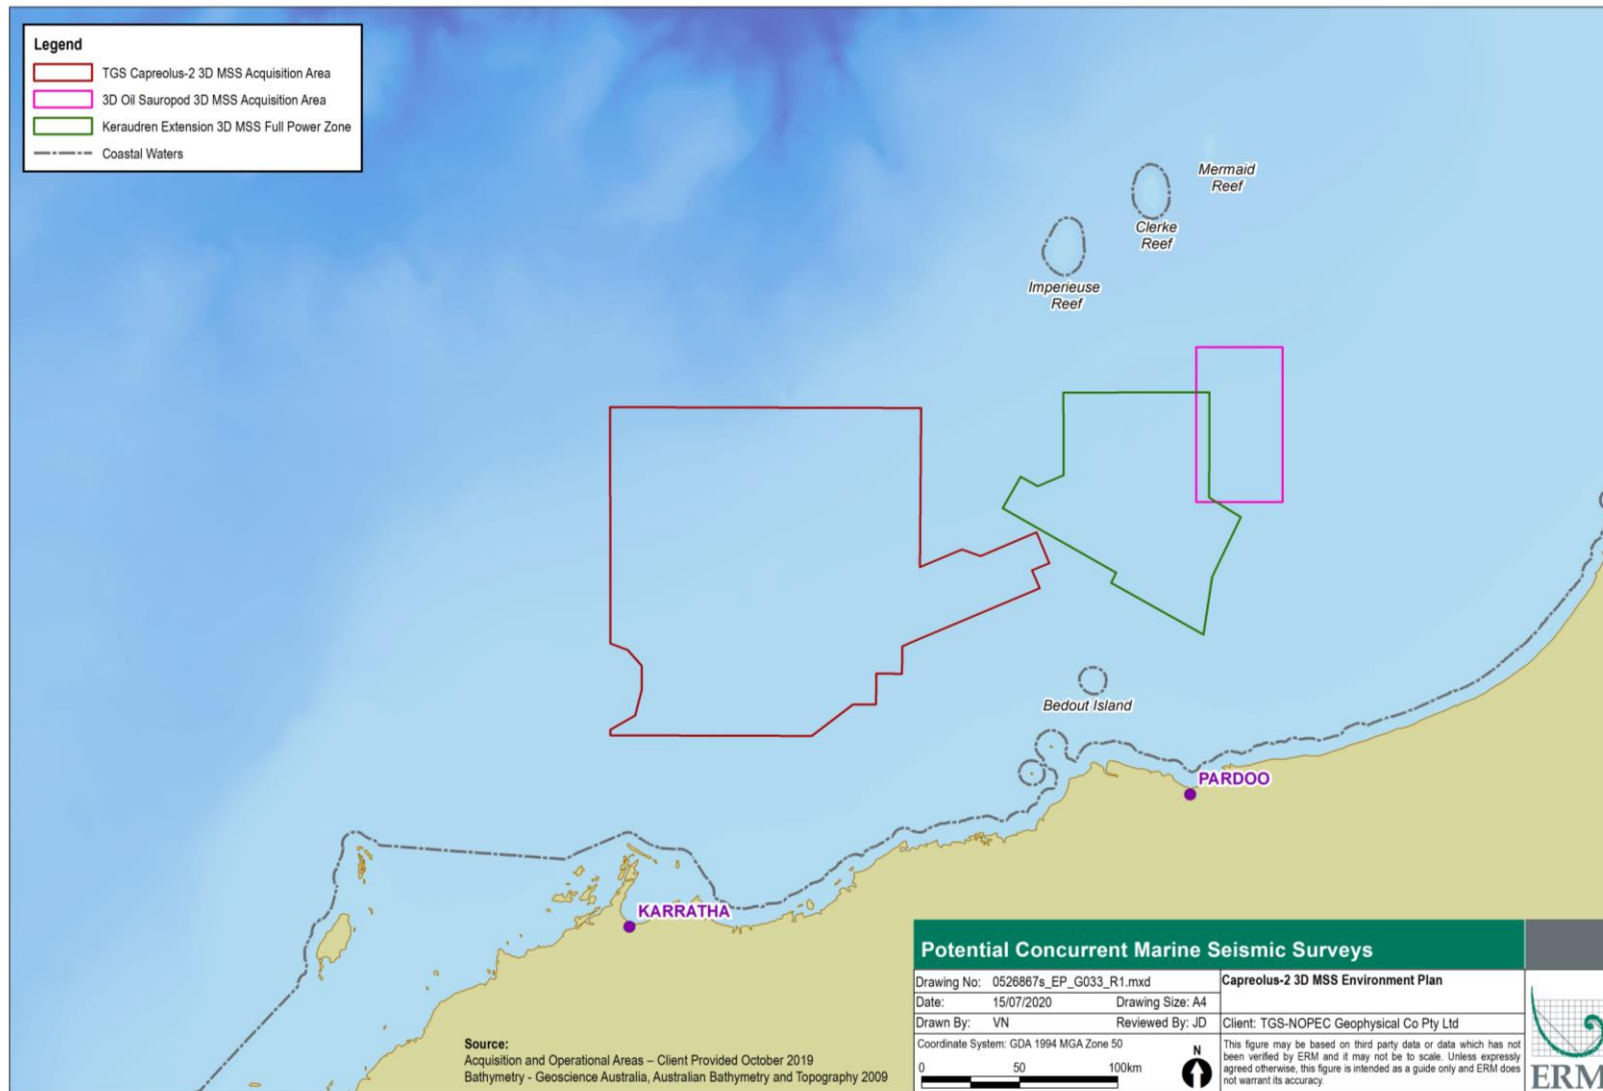 Legend
TGS Capreolus-2 3D MSS Acquisition Area
3D Oil Sauropod 3D MSS Acquisition Area
Keraudren Extension 3D MSS Full Power Zone
Coastal Waters
Mermaid
Reef
Clerke
Reef
Imperieuse
Reef
Bedout Island
PARDOO
KARRATHA
Source:
Acquisition and Operational Areas – Client Provided October 2019
Bathymetry - Geoscience Australia, Australian Bathymetry and Topography 2009
Potential Concurrent Marine Seismic Surveys
Drawing No: 0526867s_EP_G033_R1.mxd
Date: 15/07/2020 Drawing Size: A4
Drawn By: VN Reviewed By: JD
Coordinate System: GDA 1994 MGA Zone 50
0 50 100km
N
Capreolus-2 3D MSS Environment Plan
Client: TGS-NOPEC Geophysical Co Pty Ltd
This figure may be based on third party data or data which has not
been verified by ERM and it may not be to scale. Unless expressly
agreed otherwise, this figure is intended as a guide only and ERM does
not warrant its accuracy.
ERM